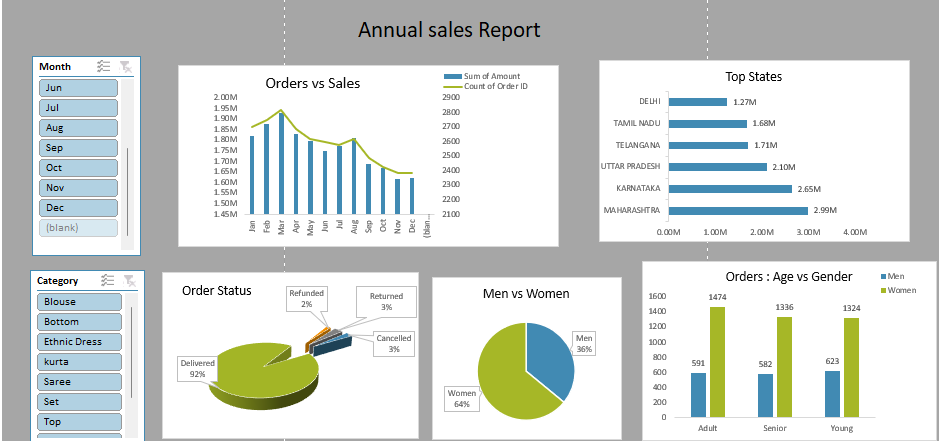 Annual sales Report
Month
Jun
Jul
Aug
Sep
Oct
Nov
Dec
(blank)
Orders vs Sales
Sum of Amount
Count of Order ID
2.00M
1.95M
1.90M
1.85M
1.80M
1.75M
1.70M
1.65M
1.60M
1.55M
1.50M
1.45M
2900
2800
2700
2600
2500
2400
2300
2200
2100
Jan
Feb
Mar
Apr
May
Jun
Jul
Aug
Sep
Oct
Nov
Dec
(blan...
Top States
DELHI 1.27M
TAMIL NADU 1.68M
TELANGANA 1.71M
UTTAR PRADESH 2.10M
KARNATAKA 2.65M
MAHARASHTRA 2.99M
0.00M 1.00M 2.00M 3.00M 4.00M
Category
Blouse
Bottom
Ethnic Dress
kurta
Saree
Set
Top
Order Status
Refunded
2%
Returned
3%
Cancelled
3%
Delivered
92%
Men vs Women
Men
36%
Women
64%
Orders : Age vs Gender
Men
Women
1600
1400
1200
1000
800
600
400
200
0
591 1474
582 1336
623 1324
Adult Senior Young